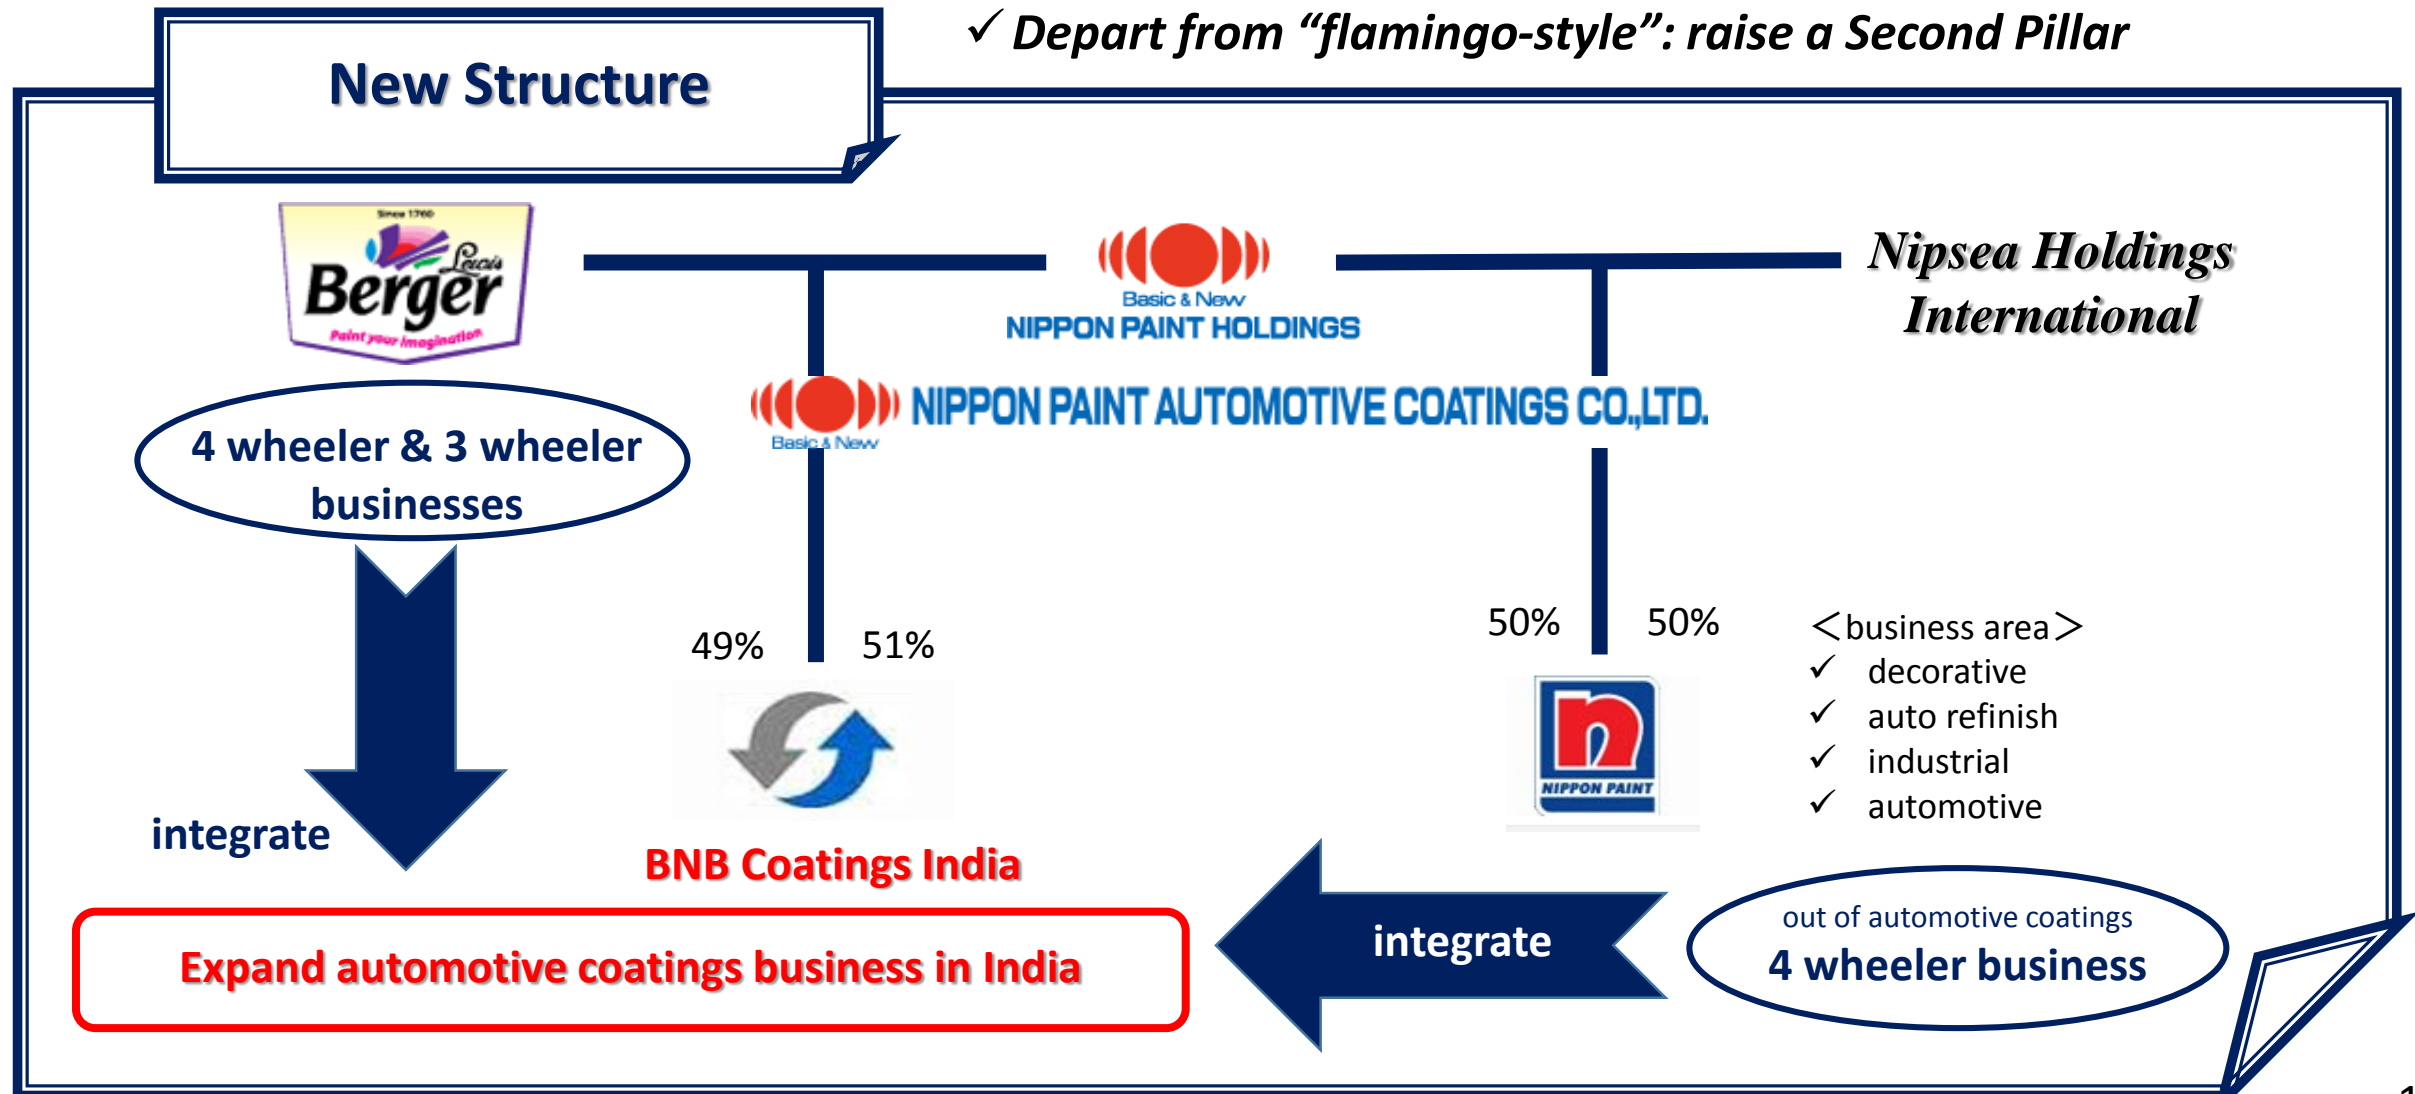 ✓ Depart from “flamingo-style”: raise a Second Pillar
New Structure
Since 1760
Lewis
Berger
Paint your imagination
Basic & New
NIPPON PAINT HOLDINGS
Nipsea Holdings
International
4 wheeler & 3 wheeler
businesses
Basic & New
NIPPON PAINT AUTOMOTIVE COATINGS CO.,LTD.
49%
51%
50%
50%
NIPPON PAINT
＜business area＞
✓ decorative
✓ auto refinish
✓ industrial
✓ automotive
integrate
BNB Coatings India
Expand automotive coatings business in India
integrate
out of automotive coatings
4 wheeler business